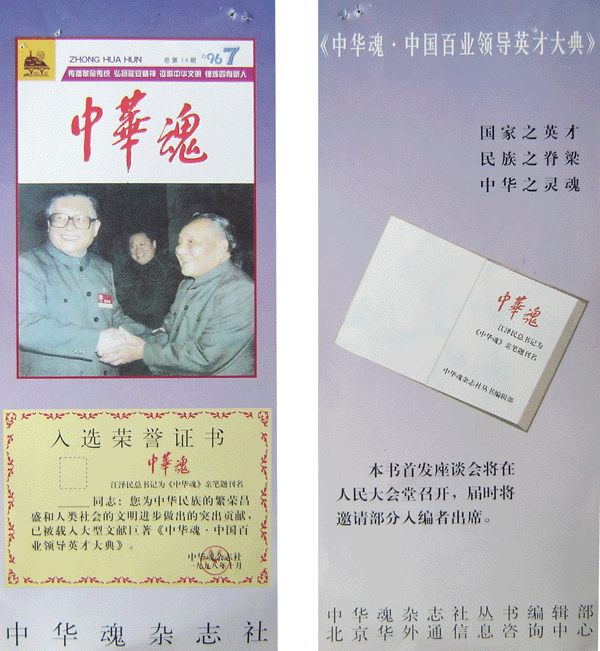 ZHONG HUA HUN
总第16期
'96 7
传播革命传统 弘扬延安精神 讴歌中华文明 锤炼四有新人
中華魂
入选荣誉证书
中華魂
江泽民总书记为《中华魂》亲笔题刊名
______同志：您为中华民族的繁荣昌
盛和人类社会的文明进步做出的突出贡献，
已被载入大型文献巨著《中华魂·中国百
业领导英才大典》。
中华魂杂志社
一九九八年十月
中华魂杂志社
《中华魂·中国百业领导英才大典》
国家之英才
民族之脊梁
中华之灵魂
中華魂
江泽民总书记为
《中华魂》亲笔题刊名
中华魂杂志社丛书编辑部
本书首发座谈会将在
人民大会堂召开，届时将
邀请部分入编者出席。
中华魂杂志社丛书编辑部
北京华外通信息咨询中心